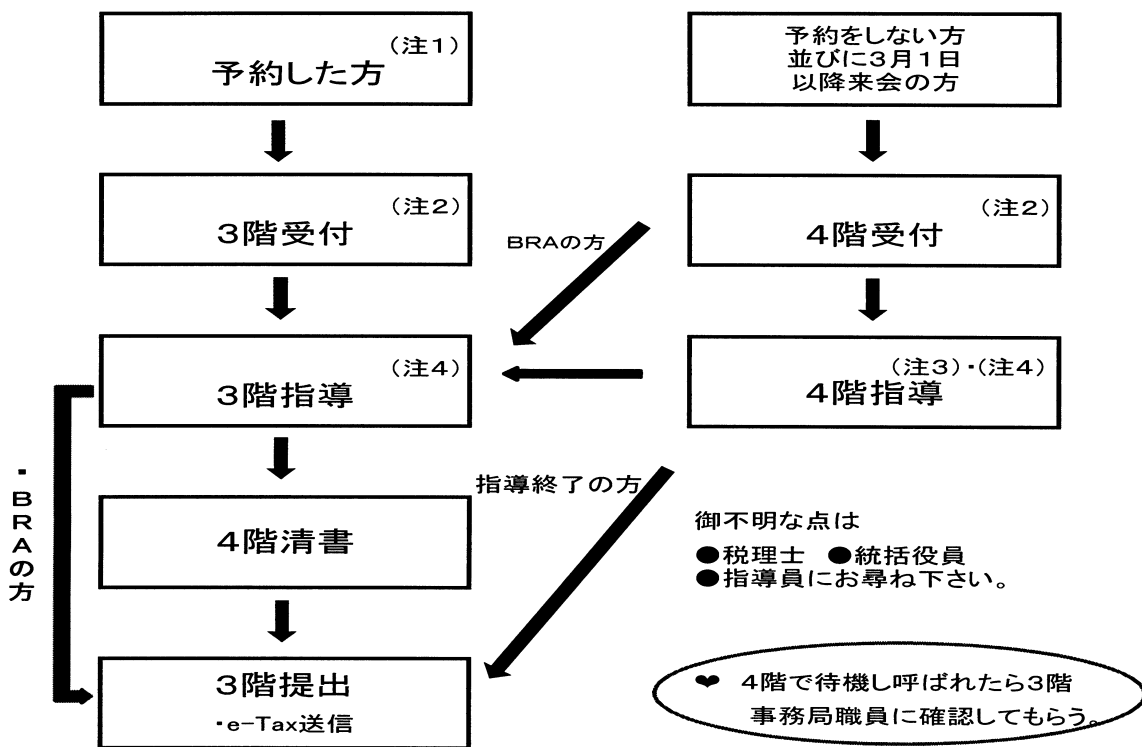 (注1)
予約した方
予約をしない方
並びに3月1日
以降来会の方
(注2)
3階受付
BRAの方
(注2)
4階受付
(注4)
3階指導
(注3)・(注4)
4階指導
・BRAの方
指導終了の方
4階清書
御不明な点は
●税理士 ●統括役員
●指導員にお尋ね下さい。
3階提出
・e-Tax送信
❤ 4階で待機し呼ばれたら3階
事務局職員に確認してもらう。